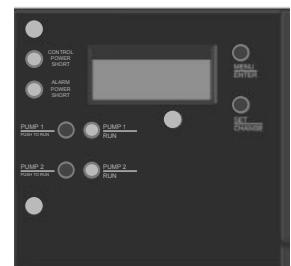 CONTROL
POWER
SHORT
ALARM
POWER
SHORT
MENU
ENTER
SET
CHANGE
PUMP 1
PUSH TO RUN
PUMP 1
RUN
PUMP 2
PUSH TO RUN
PUMP 2
RUN